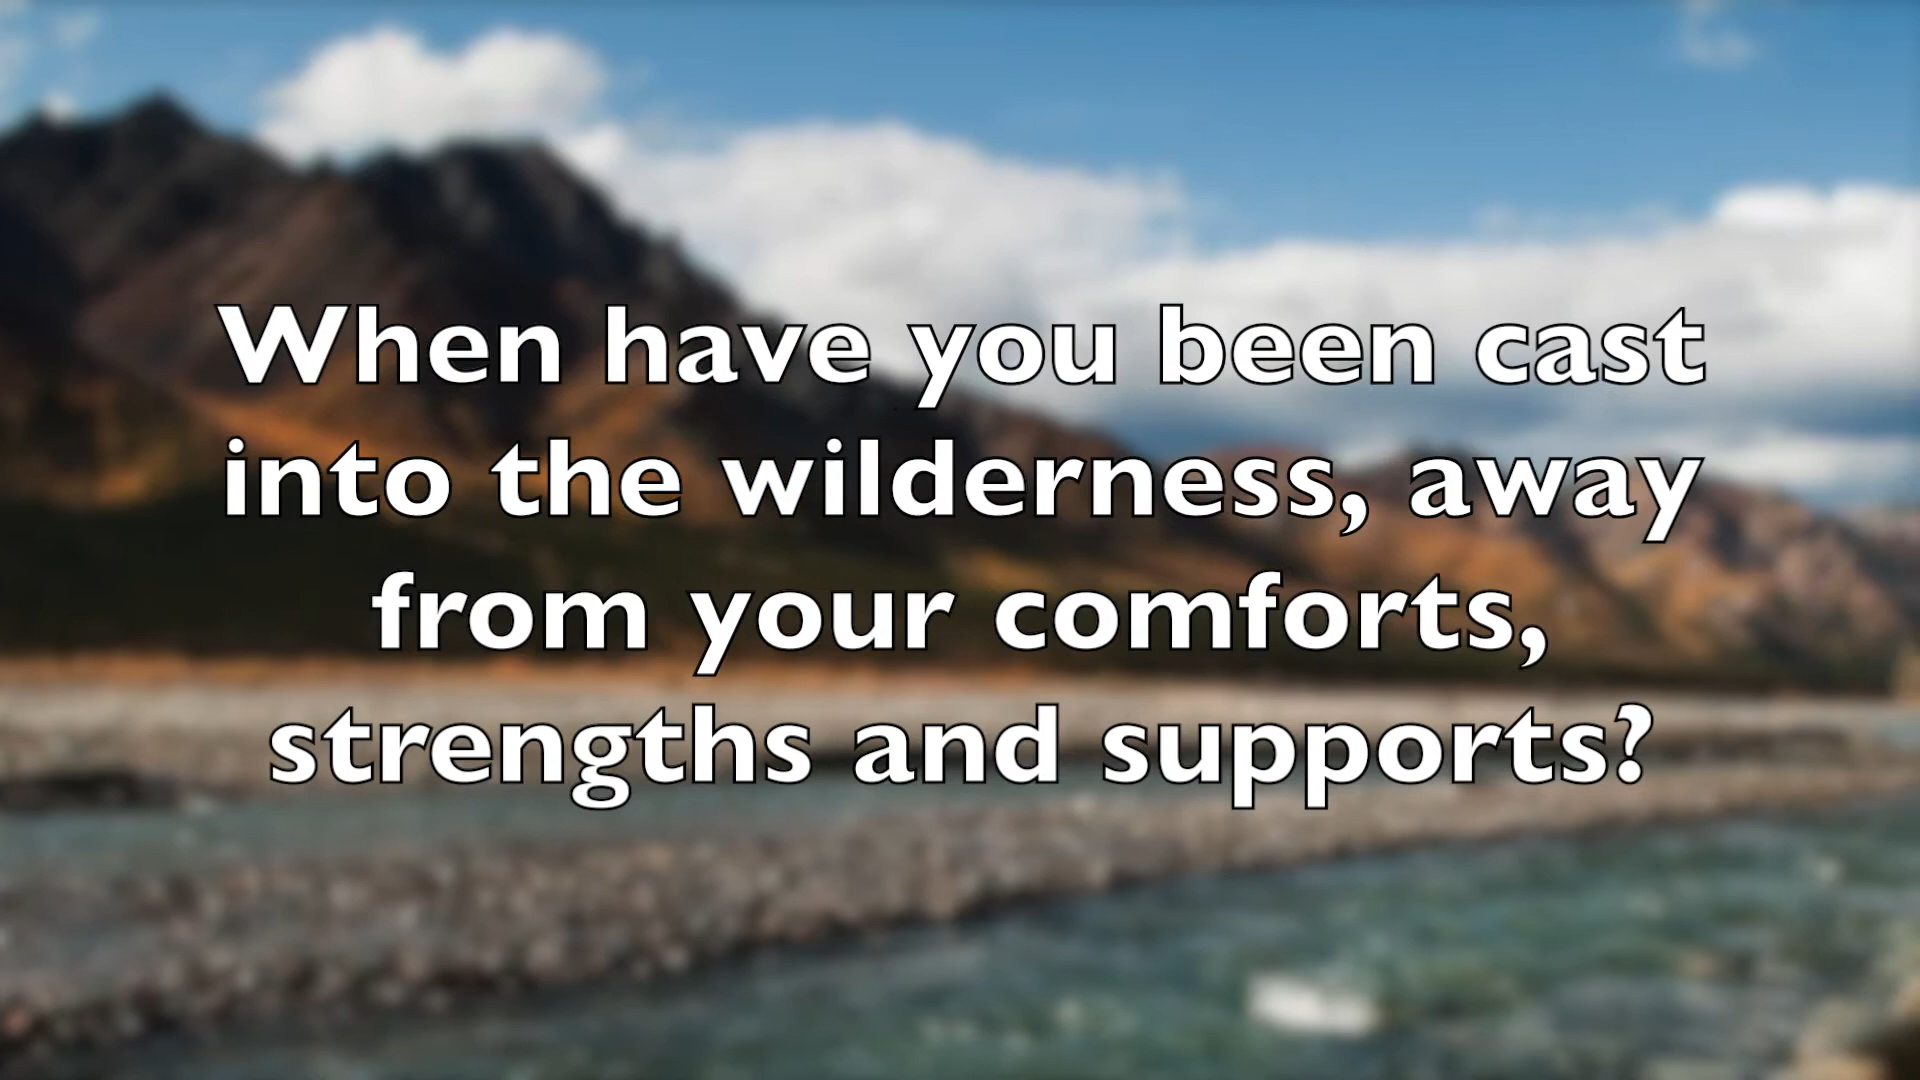 When have you been cast
into the wilderness, away
from your comforts,
strengths and supports?